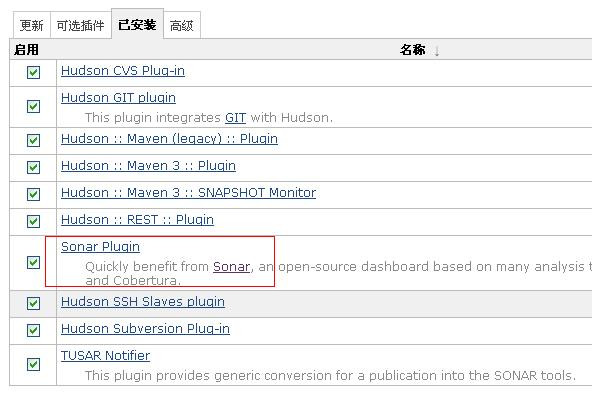 更新 可选插件 已安装 高级
启用 名称 ↓
Hudson CVS Plug-in
Hudson GIT plugin
This plugin integrates GIT with Hudson.
Hudson :: Maven (legacy) :: Plugin
Hudson :: Maven 3 :: Plugin
Hudson :: Maven 3 :: SNAPSHOT Monitor
Hudson :: REST :: Plugin
Sonar Plugin
Quickly benefit from Sonar, an open-source dashboard based on many analysis t
and Cobertura.
Hudson SSH Slaves plugin
Hudson Subversion Plug-in
TUSAR Notifier
This plugin provides generic conversion for a publication into the SONAR tools.